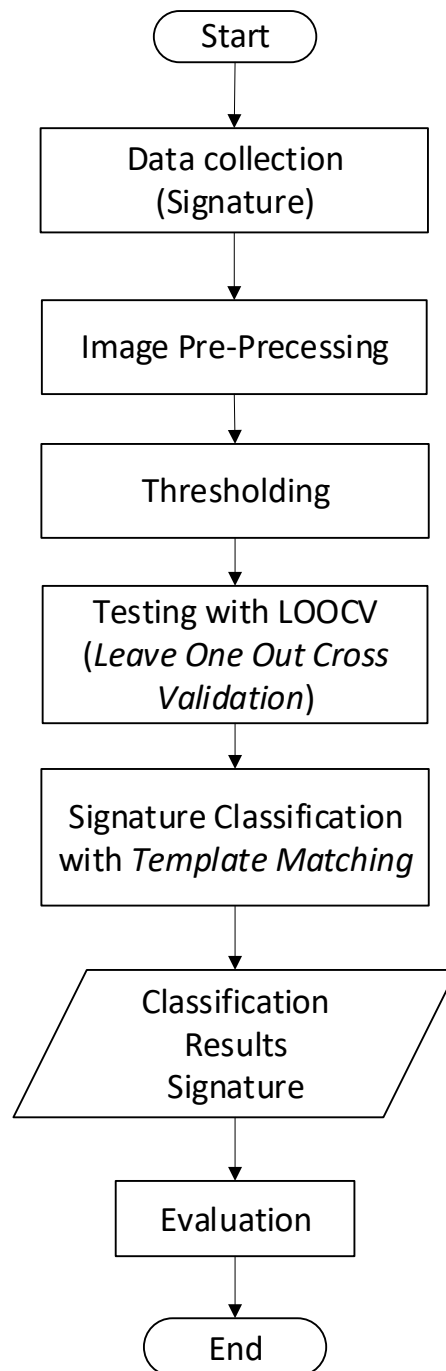 Start
Data collection
(Signature)
Image Pre-Precessing
Thresholding
Testing with LOOCV
(Leave One Out Cross
Validation)
Signature Classification
with Template Matching
Classification
Results
Signature
Evaluation
End